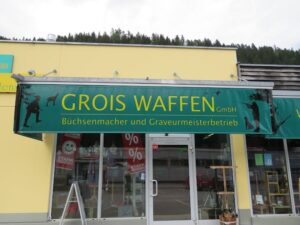 GROIS WAFFEN GmbH
Büchsenmacher und Graveurmeisterbetrieb
%
%